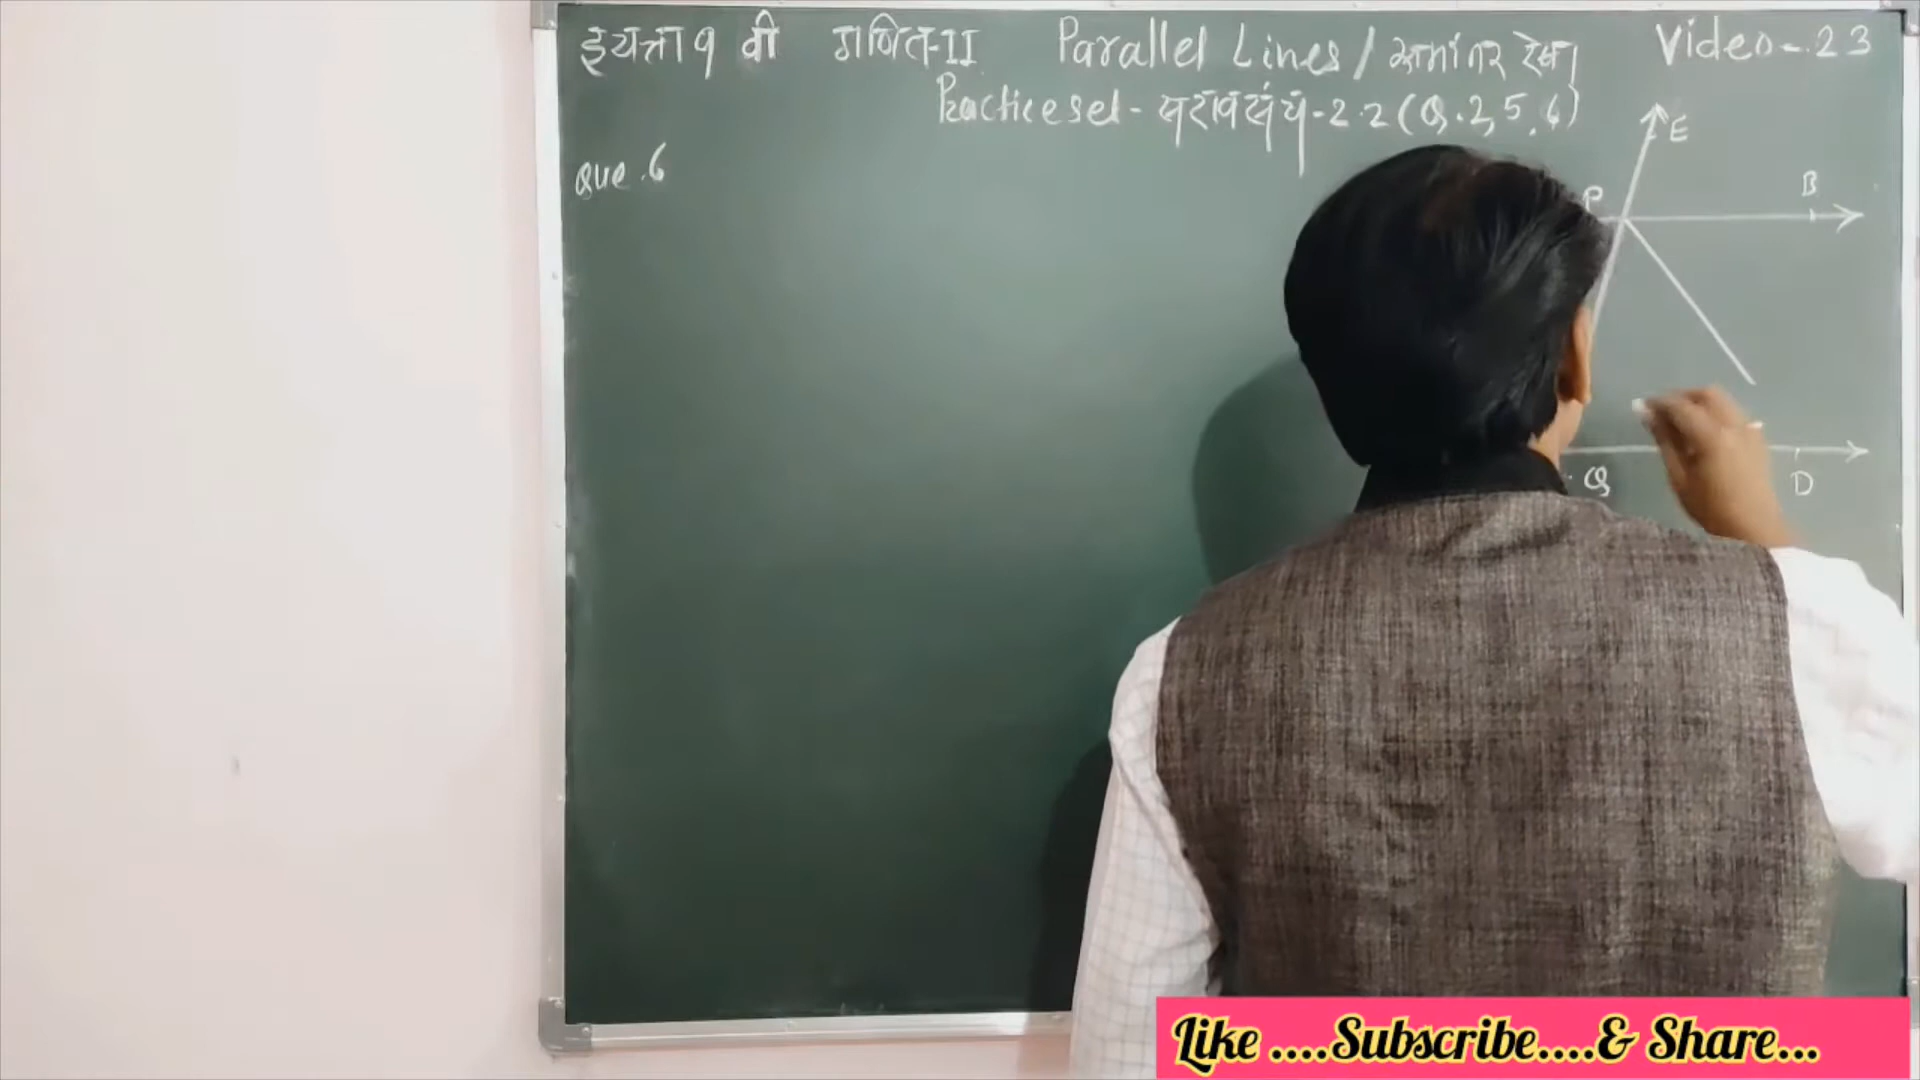 इयत्ता ९ वी गणित-II Parallel Lines / समांतर रेषा Video-23
Practice set - सरावसंच - 2.2 (Q.2,5,6)
Que.6
E
P
B
Q
D
Like ....Subscribe....& Share...